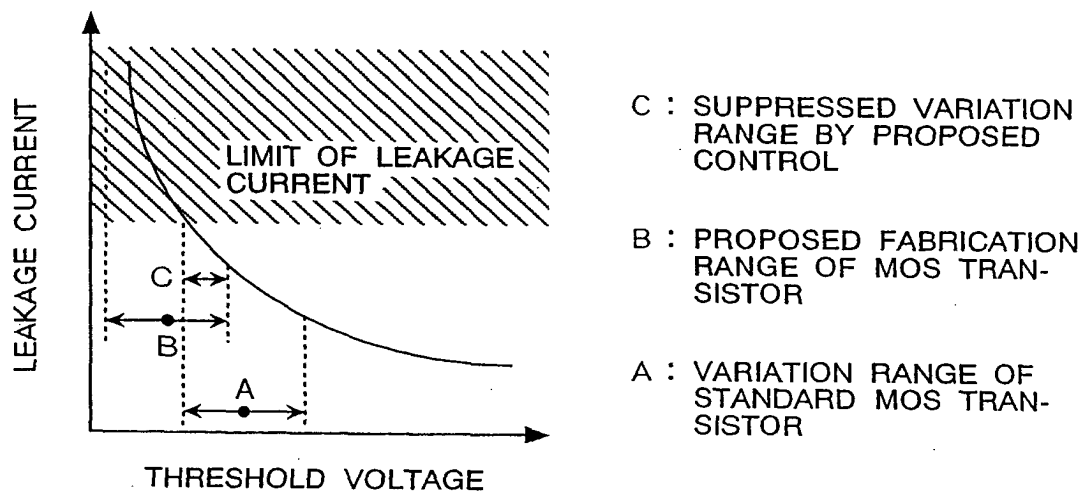 LEAKAGE CURRENT
LIMIT OF LEAKAGE
CURRENT
C
B
A
THRESHOLD VOLTAGE
C : SUPPRESSED VARIATION
RANGE BY PROPOSED
CONTROL
B : PROPOSED FABRICATION
RANGE OF MOS TRAN-
SISTOR
A : VARIATION RANGE OF
STANDARD MOS TRAN-
SISTOR